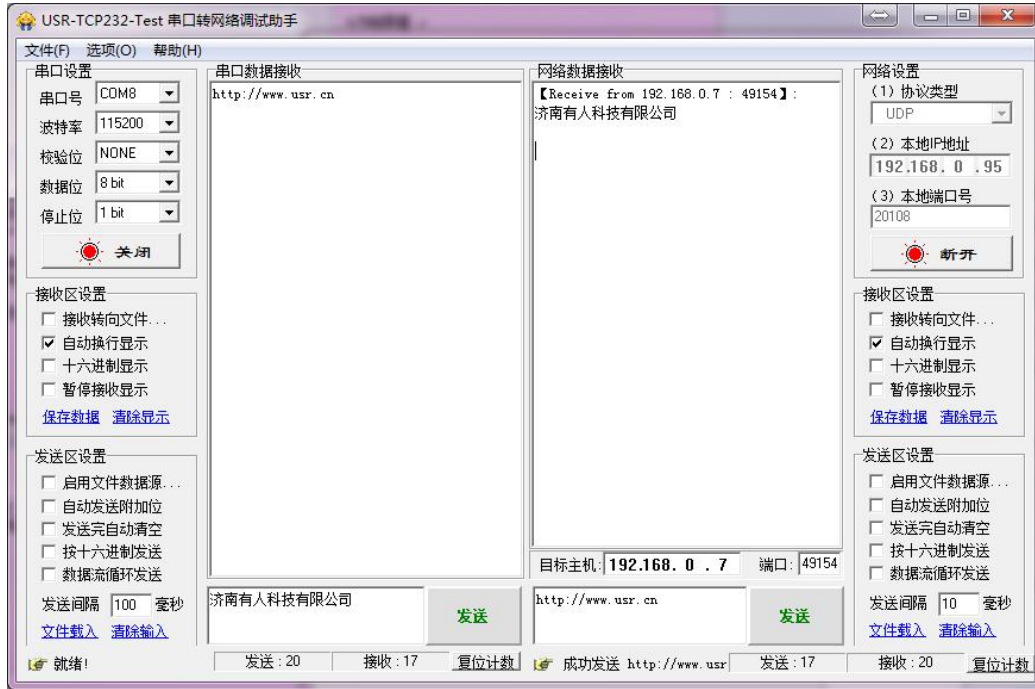 USR-TCP232-Test 串口转网络调试助手
文件(F) 选项(O) 帮助(H)
串口设置
串口号 COM8
波特率 115200
校验位 NONE
数据位 8 bit
停止位 1 bit
关闭
接收区设置
接收转向文件...
自动换行显示
十六进制显示
暂停接收显示
保存数据 清除显示
发送区设置
启用文件数据源...
自动发送附加位
发送完自动清空
按十六进制发送
数据流循环发送
发送间隔 100 毫秒
文件载入 清除输入
就绪!
串口数据接收
http://www.usr.cn
济南有人科技有限公司
发送
发送 : 20 接收 : 17 复位计数
网络数据接收
【Receive from 192.168.0.7 : 49154】:
济南有人科技有限公司
目标主机: 192.168. 0 . 7 端口: 49154
http://www.usr.cn
发送
成功发送 http://www.usr 发送 : 17 接收 : 20 复位计数
网络设置
(1) 协议类型
UDP
(2) 本地IP地址
192.168. 0 .95
(3) 本地端口号
20108
断开
接收区设置
接收转向文件...
自动换行显示
十六进制显示
暂停接收显示
保存数据 清除显示
发送区设置
启用文件数据源...
自动发送附加位
发送完自动清空
按十六进制发送
数据流循环发送
发送间隔 10 毫秒
文件载入 清除输入